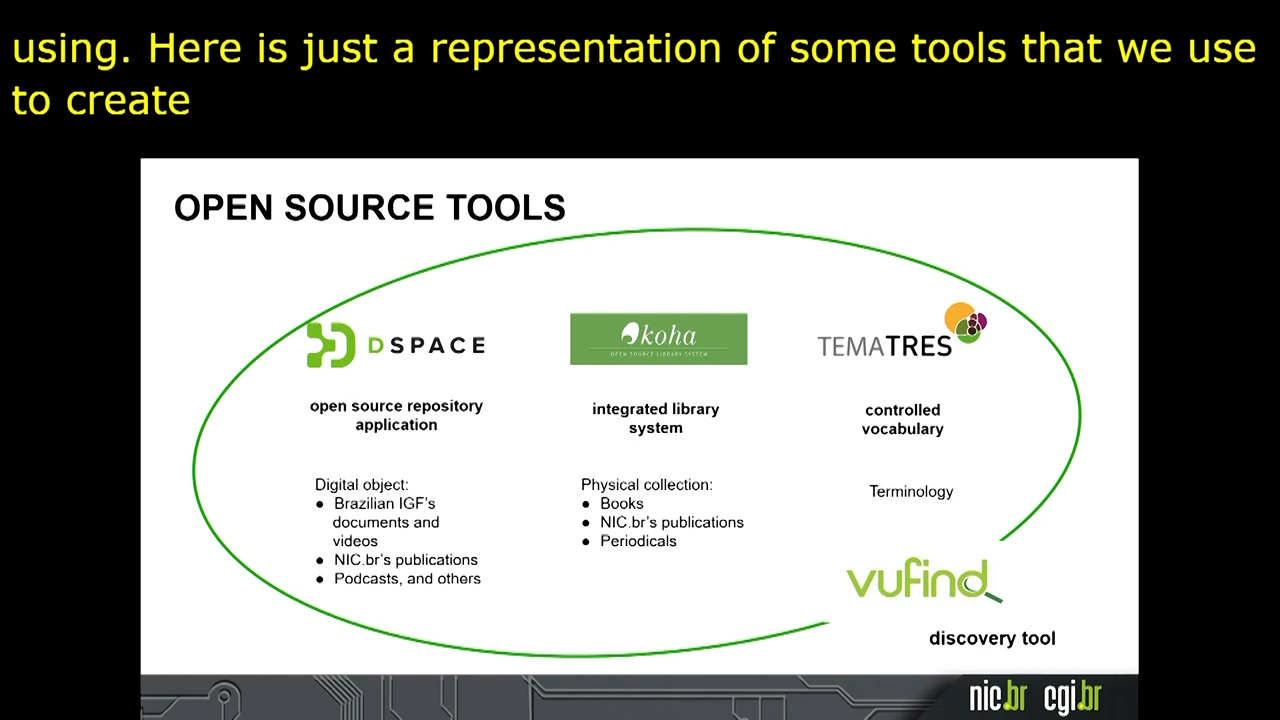 using. Here is just a representation of some tools that we use
to create
OPEN SOURCE TOOLS
DSPACE
open source repository
application
Digital object:
● Brazilian IGF's
documents and
videos
● NIC.br's publications
● Podcasts, and others
koha
OPEN SOURCE LIBRARY SYSTEM
integrated library
system
Physical collection:
● Books
● NIC.br's publications
● Periodicals
TEMATRES
controlled
vocabulary
Terminology
vufind
discovery tool
nic.br cgi.br